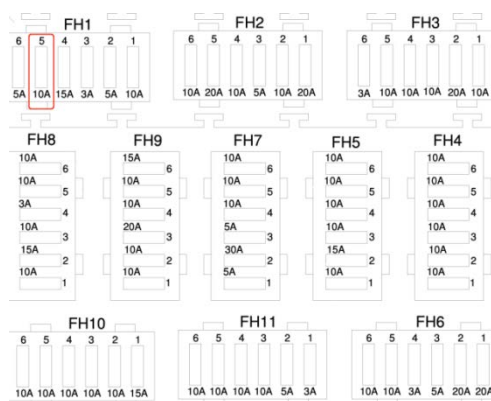 FH1 FH2 FH3
6 5 4 3 2 1 6 5 4 3 2 1 6 5 4 3 2 1
5A 10A 15A 3A 5A 10A 10A 20A 10A 5A 10A 20A 3A 10A 10A 10A 20A 10A
FH8 FH9 FH7 FH5 FH4
10A 15A 10A 10A 10A
6 6 6 6 6
10A 10A 10A 10A 10A
5 5 5 5 5
3A 10A 10A 10A 10A
4 4 4 4 4
10A 20A 5A 10A 10A
3 3 3 3 3
15A 10A 30A 15A 10A
2 2 2 2 2
10A 10A 5A 10A 10A
1 1 1 1 1
FH10 FH11 FH6
6 5 4 3 2 1 6 5 4 3 2 1 6 5 4 3 2 1
10A 10A 10A 10A 10A 15A 10A 10A 10A 10A 5A 3A 10A 10A 3A 5A 20A 20A